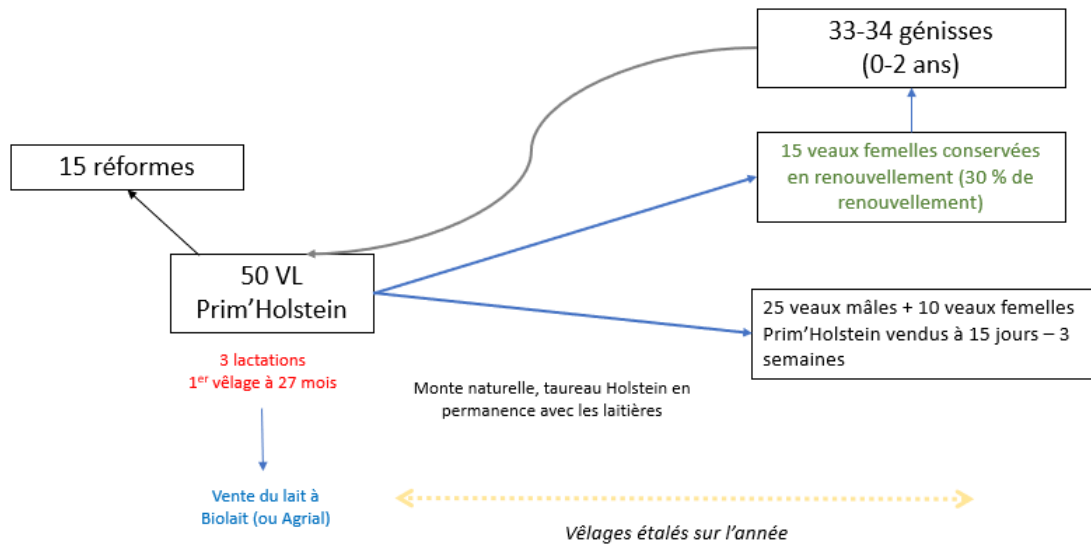 33-34 génisses
(0-2 ans)
15 réformes
15 veaux femelles conservées
en renouvellement (30 % de
renouvellement)
50 VL
Prim'Holstein
25 veaux mâles + 10 veaux femelles
Prim'Holstein vendus à 15 jours – 3
semaines
3 lactations
1er vêlage à 27 mois
Monte naturelle, taureau Holstein en
permanence avec les laitières
Vente du lait à
Biolait (ou Agrial)
Vêlages étalés sur l'année